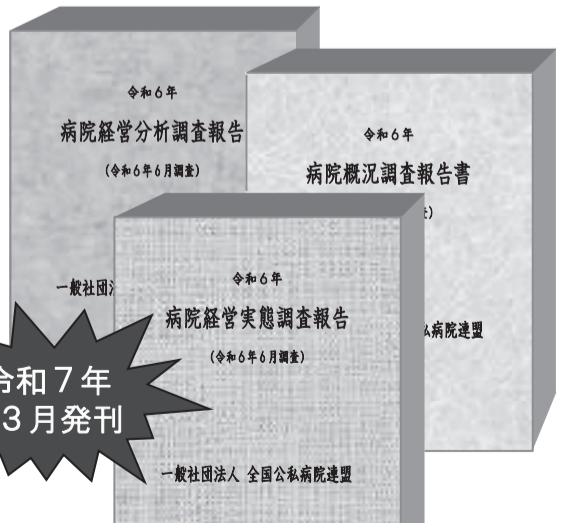 令和6年
病院経営分析調査報告
(令和6年6月調査)
一般社団法
令和6年
病院概況調査報告書
査)
私病院連盟
令和6年
病院経営実態調査報告
(令和6年6月調査)
一般社団法人 全国公私病院連盟
令和7年
3月発刊